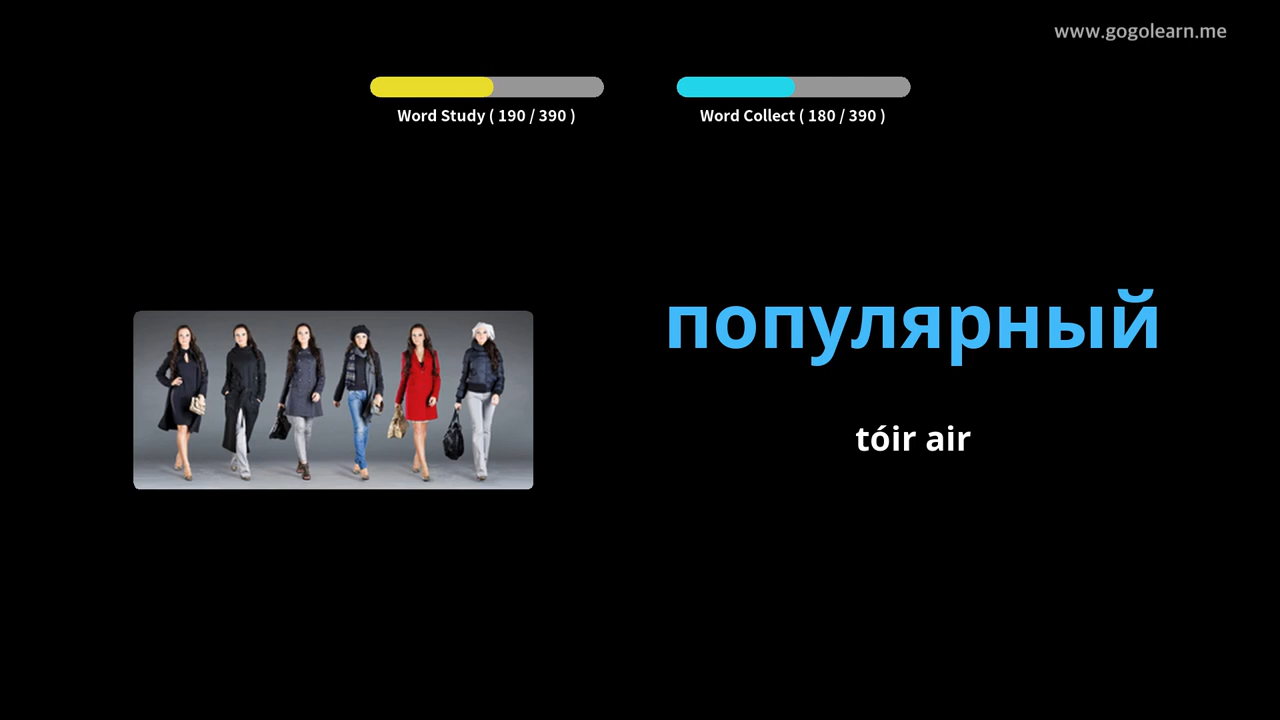 www.gogolearn.me
Word Study ( 190 / 390 )
Word Collect ( 180 / 390 )
популярный
tóir air